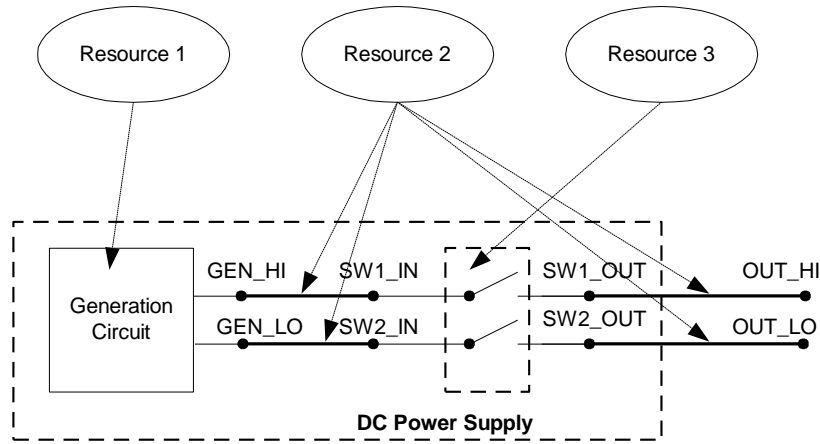 Resource 1
Resource 2
Resource 3
GEN_HI
SW1_IN
SW1_OUT
OUT_HI
Generation
Circuit
GEN_LO
SW2_IN
SW2_OUT
OUT_LO
DC Power Supply